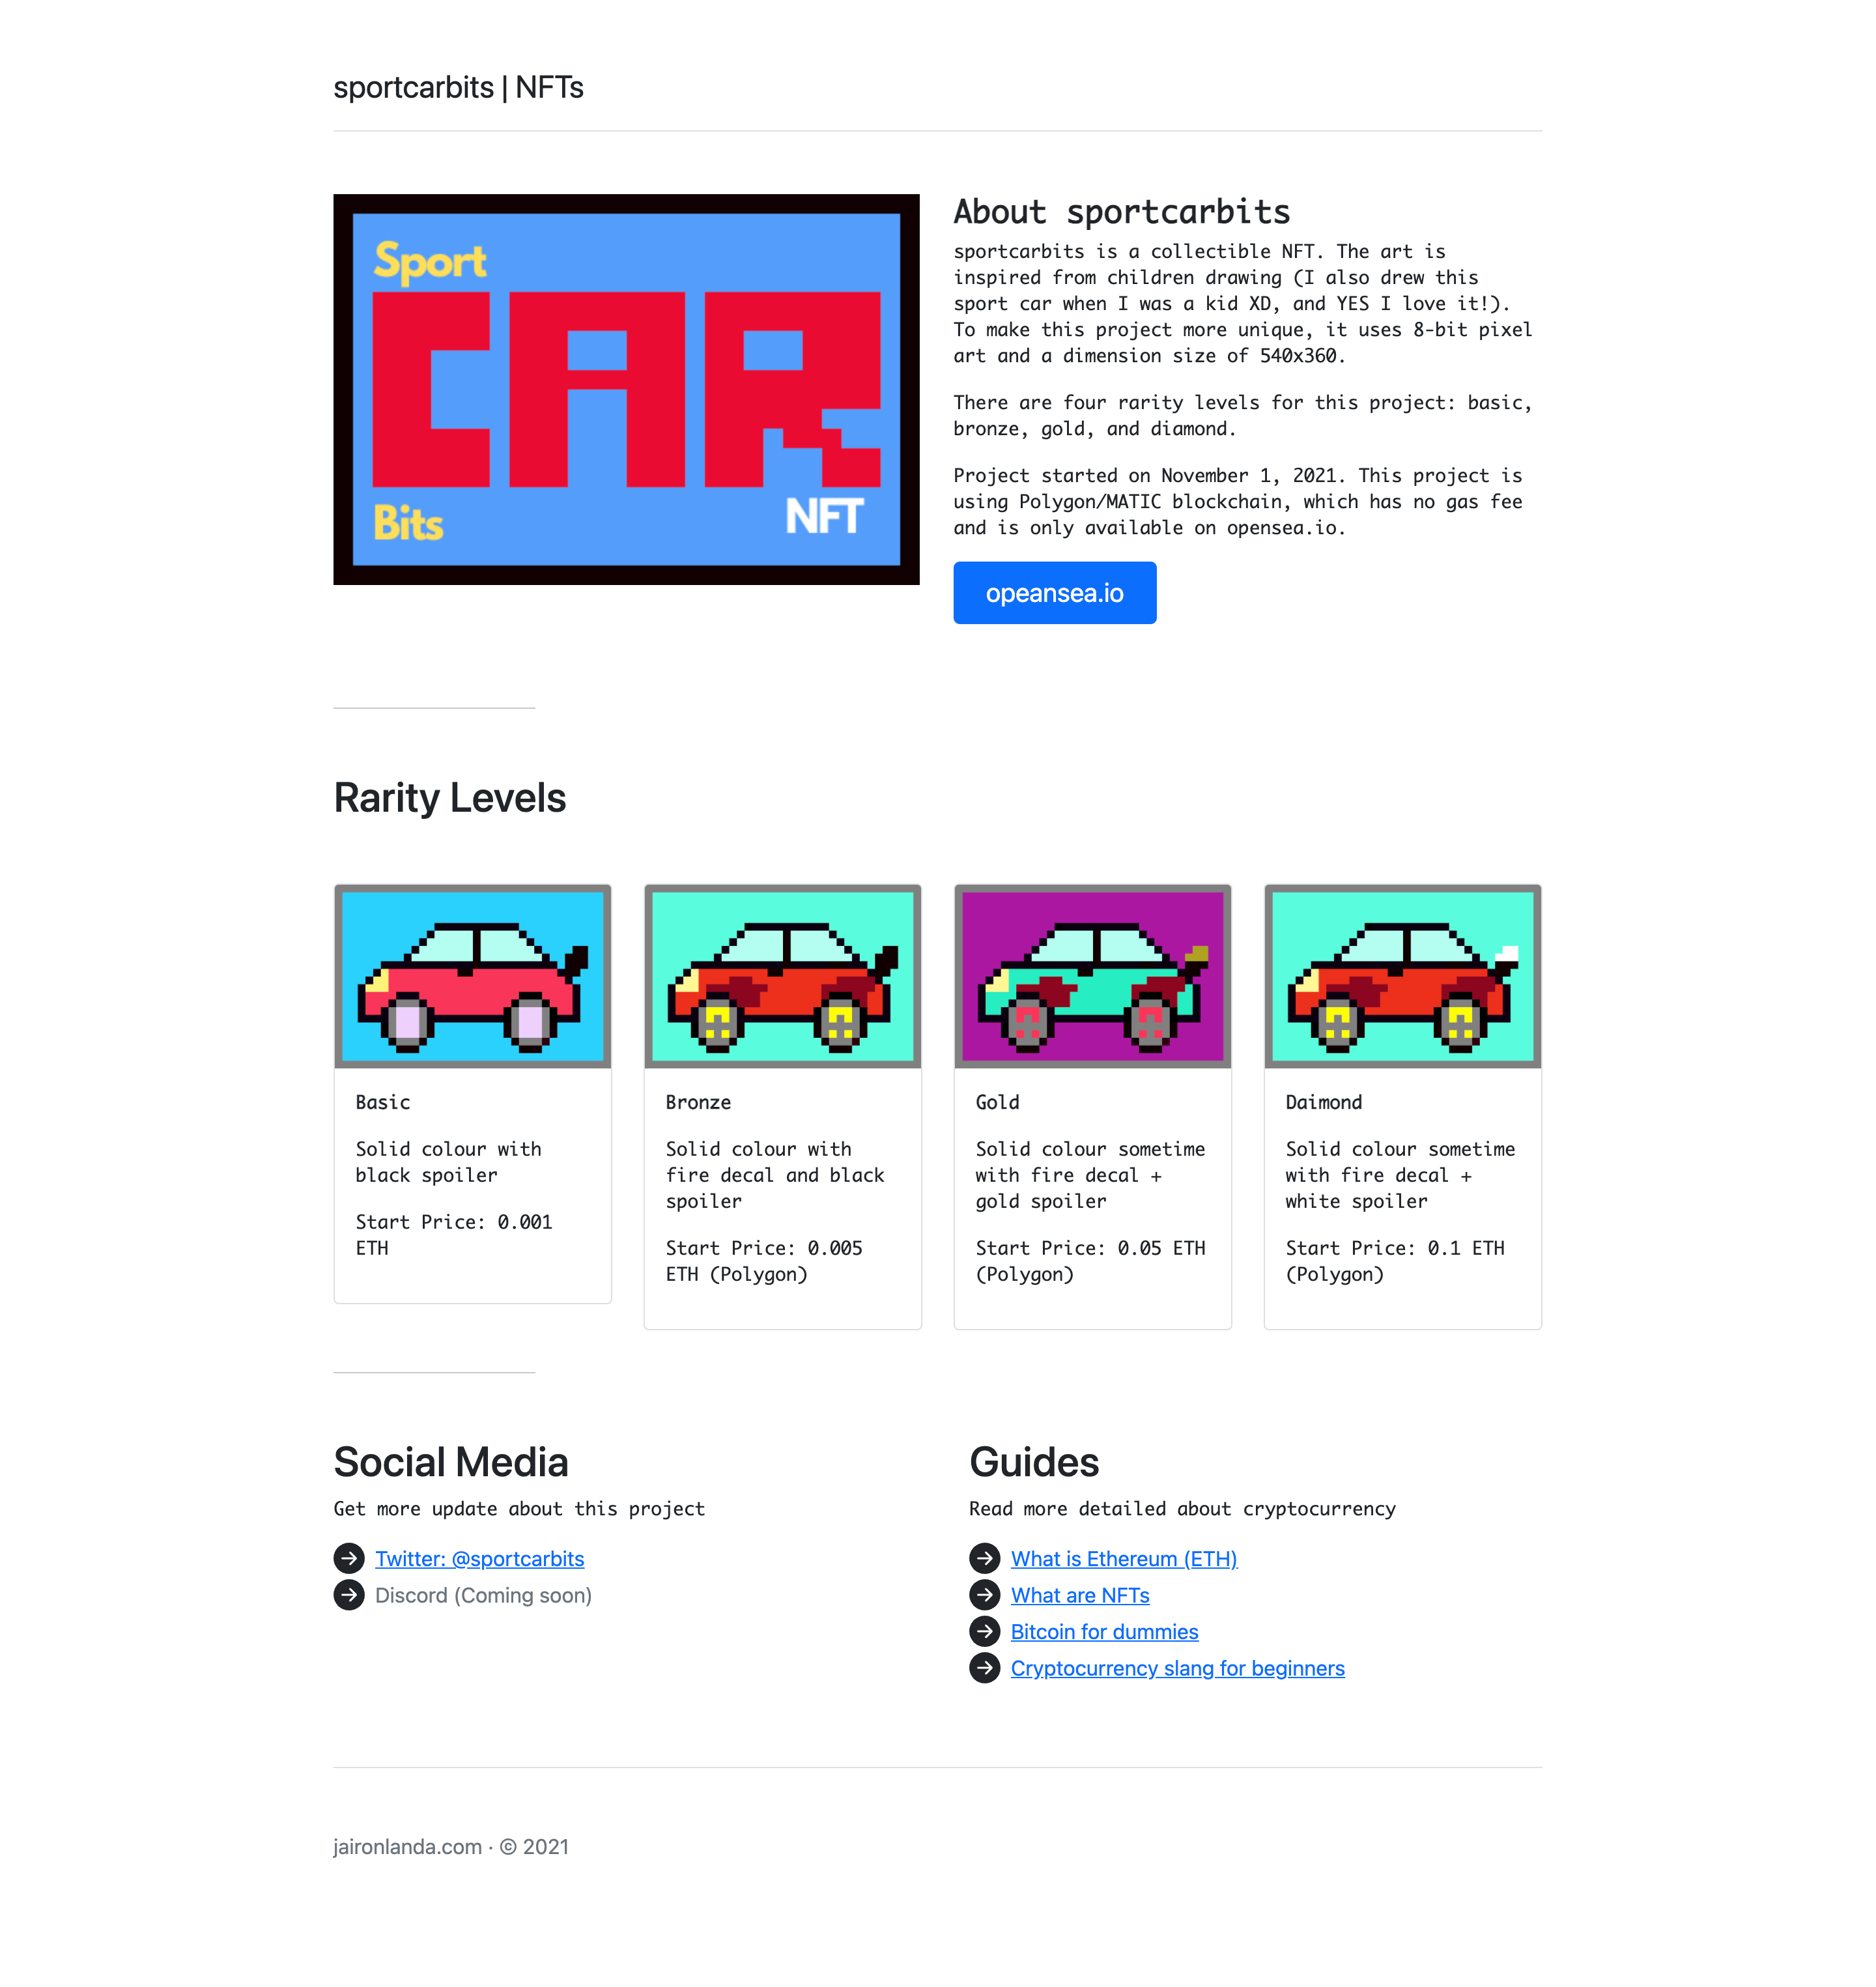 sportcarbits | NFTs
Sport
CAR
Bits
NFT
About sportcarbits
sportcarbits is a collectible NFT. The art is
inspired from children drawing (I also drew this
sport car when I was a kid XD, and YES I love it!).
To make this project more unique, it uses 8-bit pixel
art and a dimension size of 540x360.
There are four rarity levels for this project: basic,
bronze, gold, and diamond.
Project started on November 1, 2021. This project is
using Polygon/MATIC blockchain, which has no gas fee
and is only available on opensea.io.
opeansea.io
Rarity Levels
Basic
Solid colour with
black spoiler
Start Price: 0.001
ETH
Bronze
Solid colour with
fire decal and black
spoiler
Start Price: 0.005
ETH (Polygon)
Gold
Solid colour sometime
with fire decal +
gold spoiler
Start Price: 0.05 ETH
(Polygon)
Daimond
Solid colour sometime
with fire decal +
white spoiler
Start Price: 0.1 ETH
(Polygon)
Social Media
Get more update about this project
Twitter: @sportcarbits
Discord (Coming soon)
Guides
Read more detailed about cryptocurrency
What is Ethereum (ETH)
What are NFTs
Bitcoin for dummies
Cryptocurrency slang for beginners
jaironlanda.com · © 2021